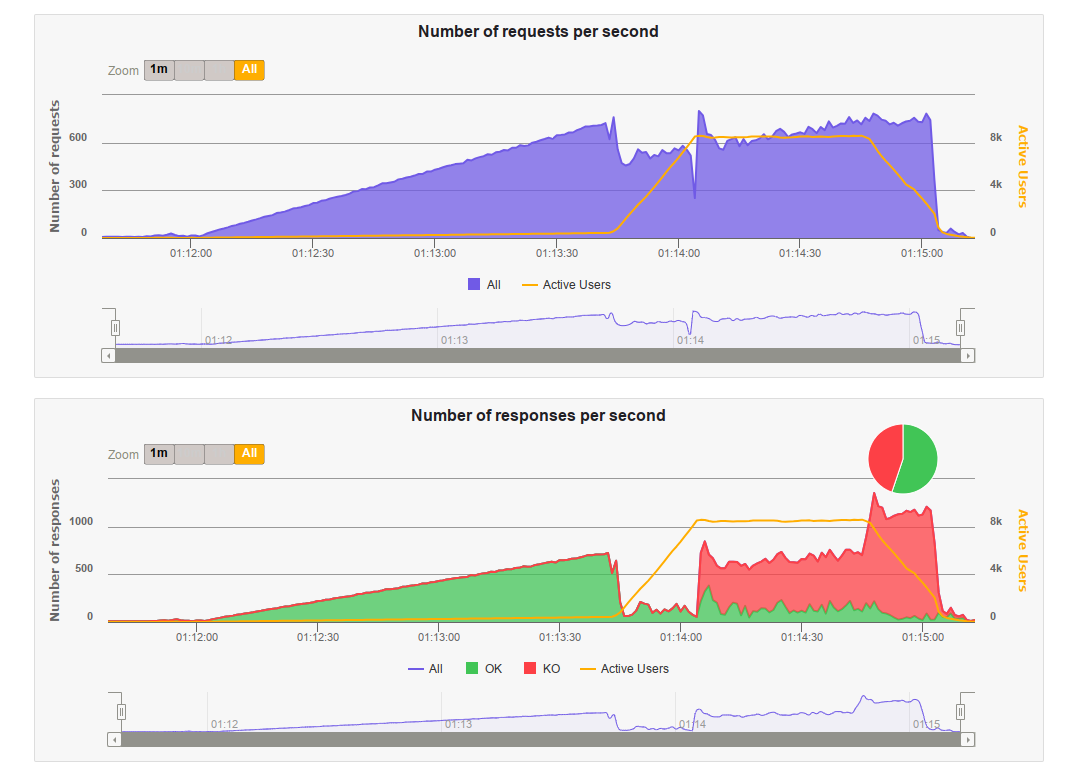 Number of requests per second
Zoom 1m All
Number of requests
600
300
0
8k
4k
0
Active Users
01:12:00 01:12:30 01:13:00 01:13:30 01:14:00 01:14:30 01:15:00
All Active Users
01:12 01:13 01:14 01:15
Number of responses per second
Zoom 1m All
Number of responses
1000
500
0
8k
4k
0
Active Users
01:12:00 01:12:30 01:13:00 01:13:30 01:14:00 01:14:30 01:15:00
All OK KO Active Users
01:12 01:13 01:14 01:15